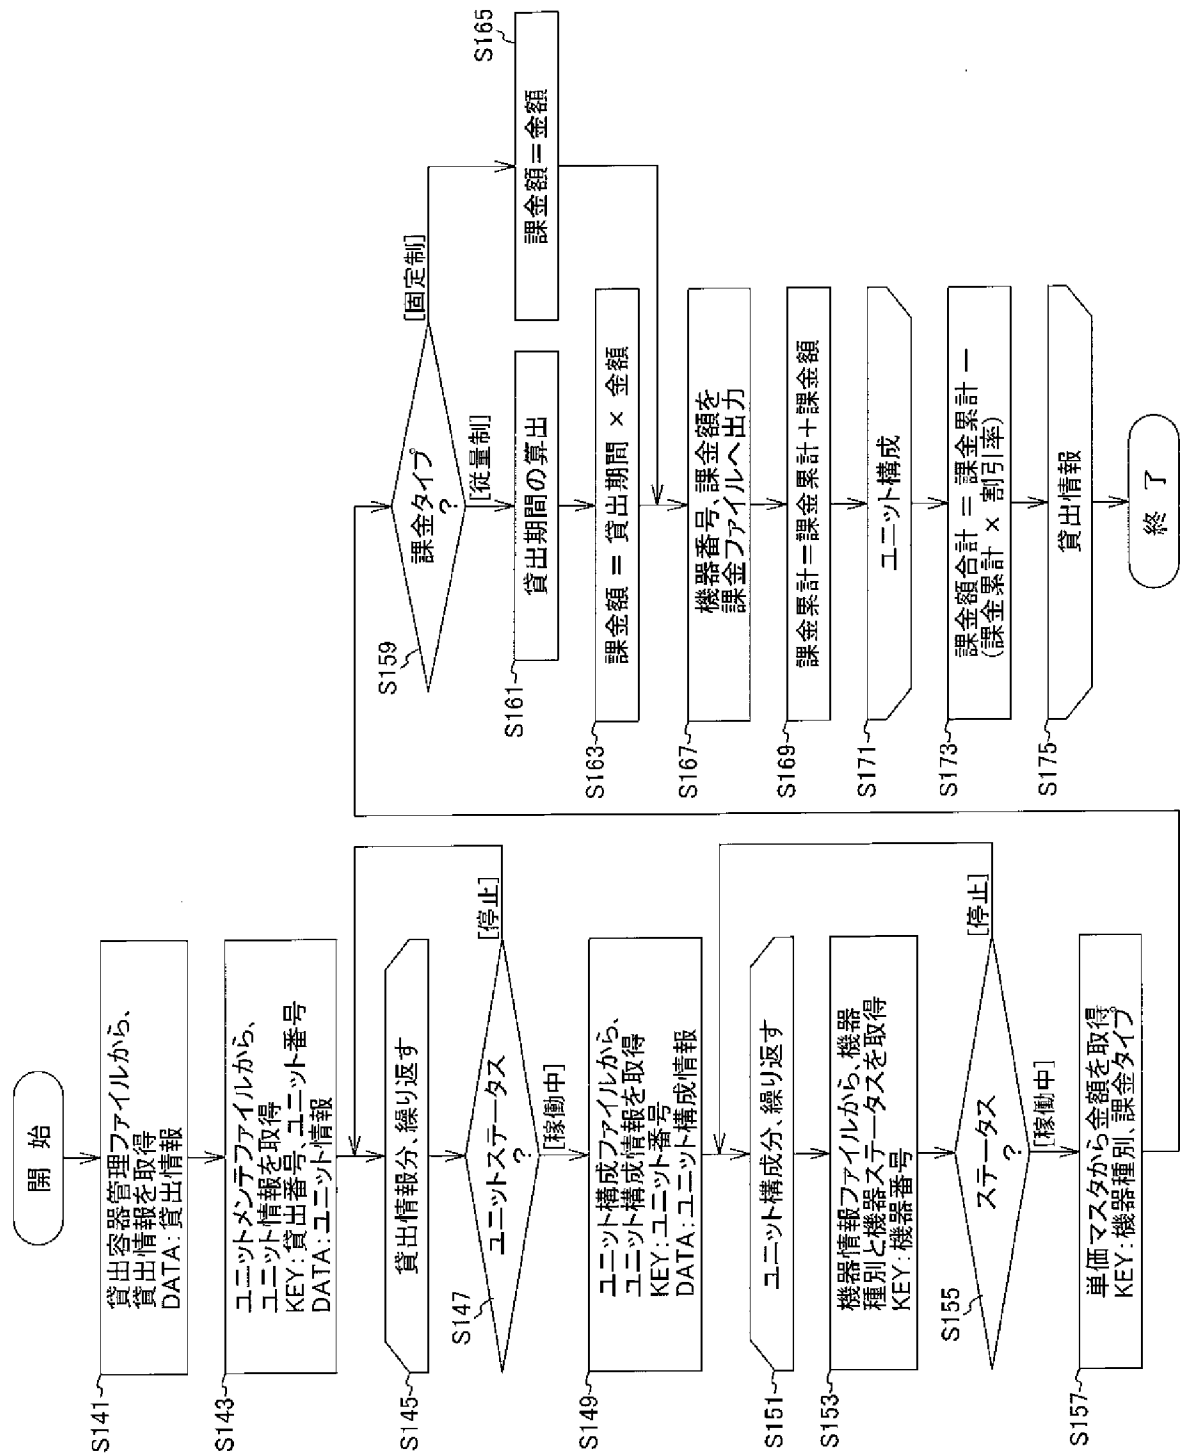 開 始
S141
貸出容器管理ファイルから、
貸出情報を取得
DATA:貸出情報
S143
ユニットメンテファイルから、
ユニット情報を取得
KEY:貸出番号、ユニット番号
DATA:ユニット情報
S145
貸出情報分、繰り返す
S147
ユニットステータス
?
[停止]
[稼働中]
S149
ユニット構成ファイルから、
ユニット構成情報を取得
KEY:ユニット番号
DATA:ユニット構成情報
S151
ユニット構成分、繰り返す
S153
機器情報ファイルから、機器
種別と機器ステータスを取得
KEY:機器番号
S155
ステータス
?
[停止]
[稼働中]
S157
単価マスタから金額を取得
KEY:機器種別、課金タイプ
S159
課金タイプ
?
[固定制]
[従量制]
S161
貸出期間の算出
S165
課金額=金額
S163
課金額 = 貸出期間 × 金額
S167
機器番号、課金額を
課金ファイルへ出力
S169
課金累計=課金累計+課金額
S171
ユニット構成
S173
課金額合計 = 課金累計 -
(課金累計 × 割引率)
S175
貸出情報
終 了